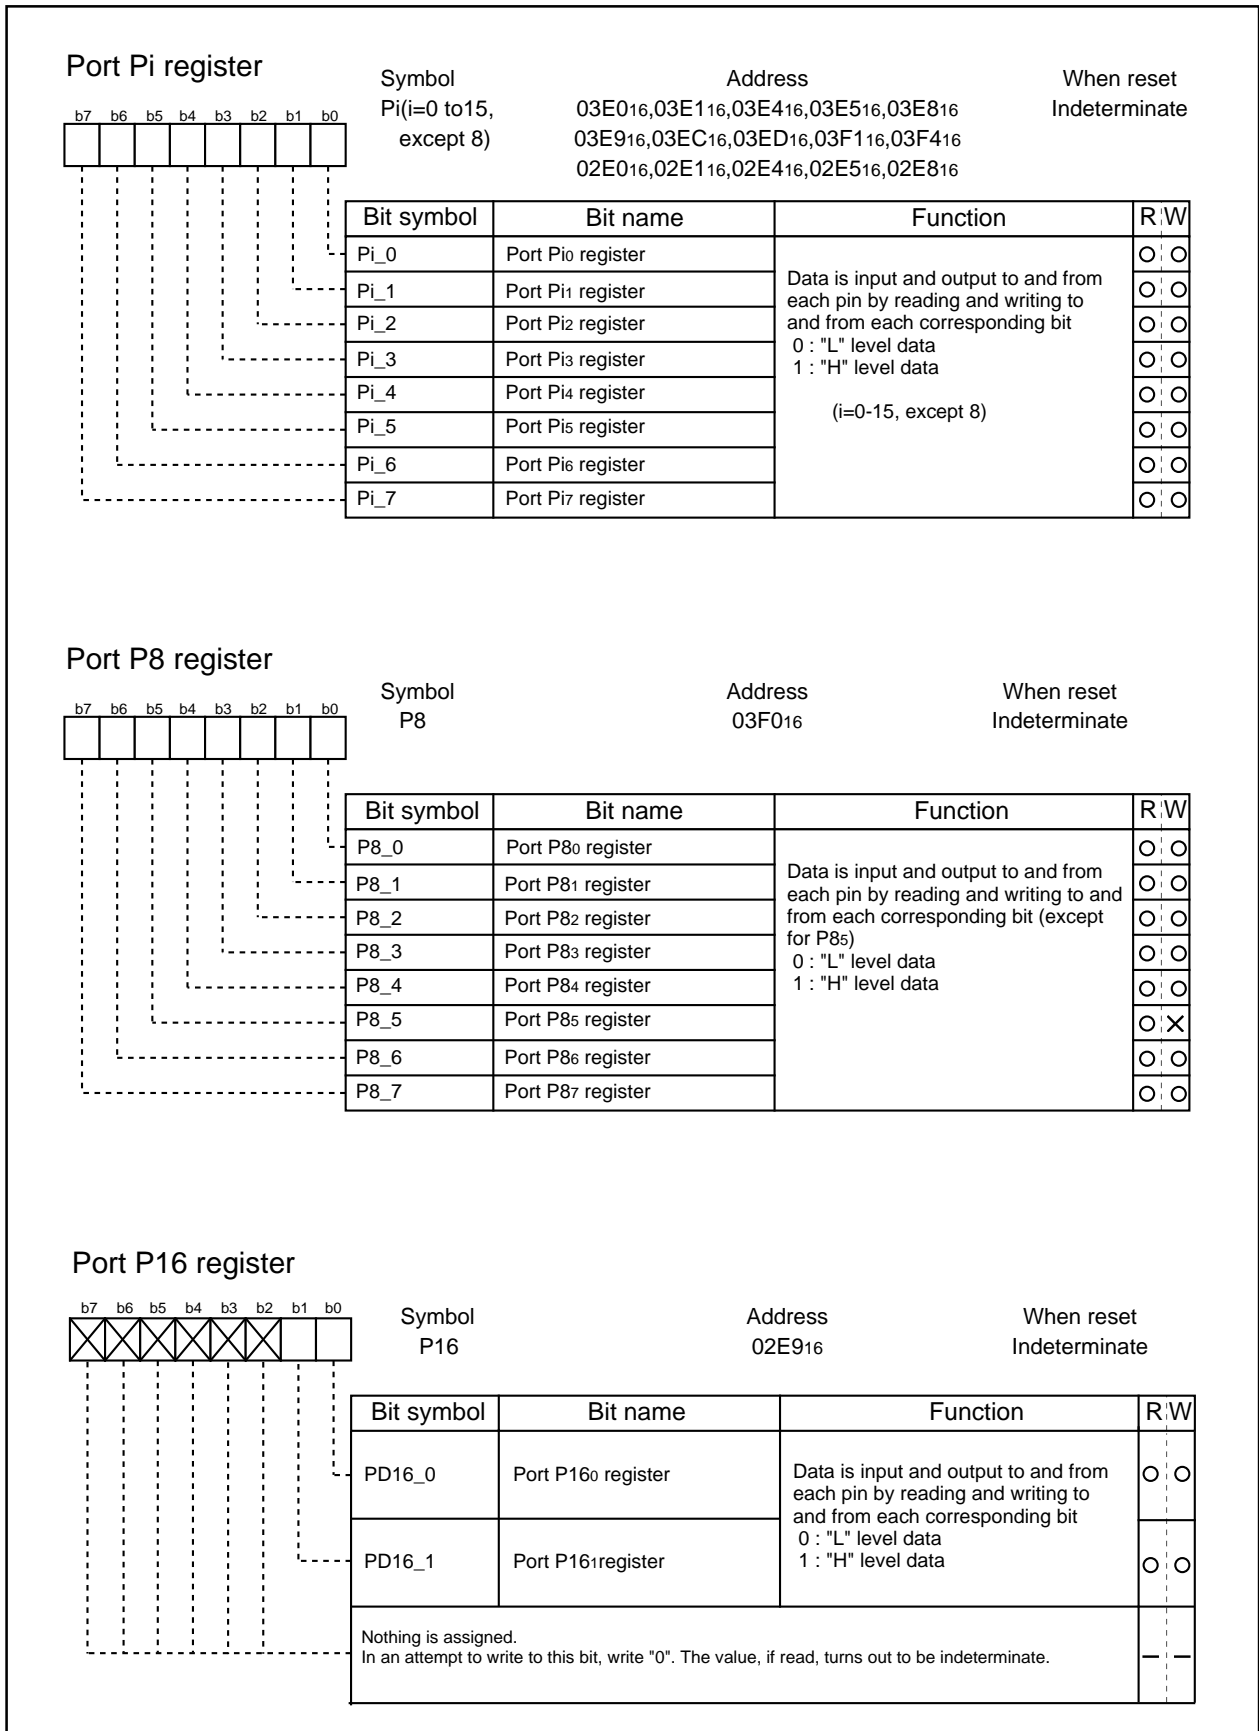 Port Pi register
Symbol Address When reset
Pi(i=0 to15, 03E016,03E116,03E416,03E516,03E816 Indeterminate
except 8) 03E916,03EC16,03ED16,03F116,03F416
02E016,02E116,02E416,02E516,02E816
b7 b6 b5 b4 b3 b2 b1 b0
Bit symbol Bit name Function R W
Pi_0 Port Pi0 register
Pi_1 Port Pi1 register
Pi_2 Port Pi2 register
Pi_3 Port Pi3 register
Pi_4 Port Pi4 register
Pi_5 Port Pi5 register
Pi_6 Port Pi6 register
Pi_7 Port Pi7 register
Data is input and output to and from
each pin by reading and writing to
and from each corresponding bit
0 : "L" level data
1 : "H" level data
(i=0-15, except 8)
Port P8 register
Symbol Address When reset
P8 03F016 Indeterminate
b7 b6 b5 b4 b3 b2 b1 b0
Bit symbol Bit name Function R W
P8_0 Port P80 register
P8_1 Port P81 register
P8_2 Port P82 register
P8_3 Port P83 register
P8_4 Port P84 register
P8_5 Port P85 register
P8_6 Port P86 register
P8_7 Port P87 register
Data is input and output to and from
each pin by reading and writing to and
from each corresponding bit (except
for P85)
0 : "L" level data
1 : "H" level data
Port P16 register
b7 b6 b5 b4 b3 b2 b1 b0
Symbol Address When reset
P16 02E916 Indeterminate
Bit symbol Bit name Function R W
PD16_0 Port P160 register
PD16_1 Port P161register
Data is input and output to and from
each pin by reading and writing to
and from each corresponding bit
0 : "L" level data
1 : "H" level data
Nothing is assigned.
In an attempt to write to this bit, write "0". The value, if read, turns out to be indeterminate.